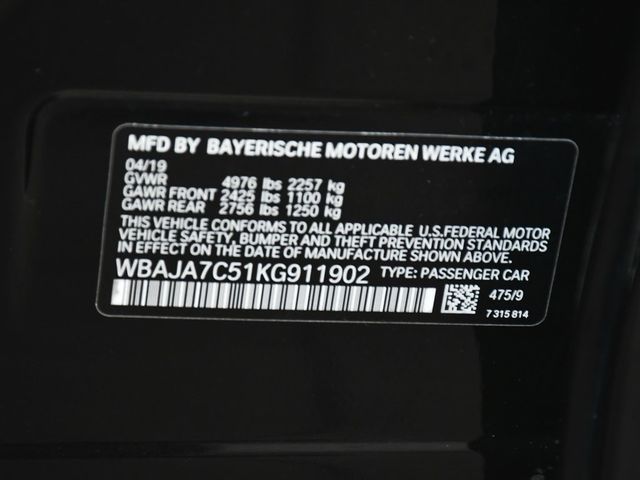 MFD BY BAYERISCHE MOTOREN WERKE AG
04/19
GVWR 4976 lbs 2257 kg
GAWR FRONT 2425 lbs 1100 kg
GAWR REAR 2756 lbs 1250 kg
THIS VEHICLE CONFORMS TO ALL APPLICABLE U.S.FEDERAL MOTOR
VEHICLE SAFETY, BUMPER AND THEFT PREVENTION STANDARDS
IN EFFECT ON THE DATE OF MANUFACTURE SHOWN ABOVE.
WBAJA7C51KG911902 TYPE: PASSENGER CAR
475/9
7 315 814